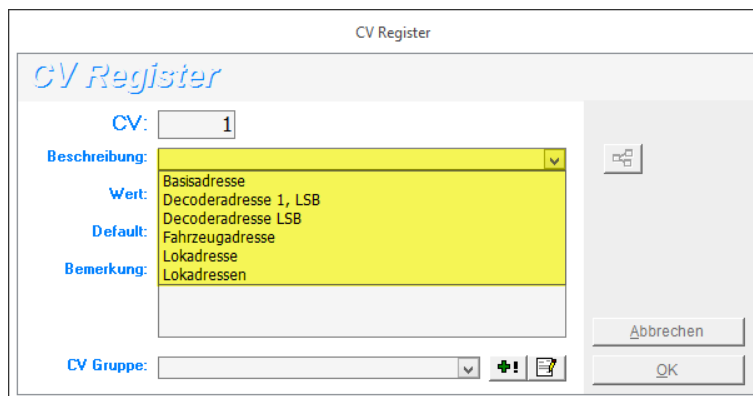 CV Register
CV Register
CV: 1
Beschreibung:
Basisadresse
Wert:
Decoderadresse 1, LSB
Decoderadresse LSB
Default:
Fahrzeugadresse
Lokadresse
Bemerkung:
Lokadressen
Abbrechen
CV Gruppe:
OK